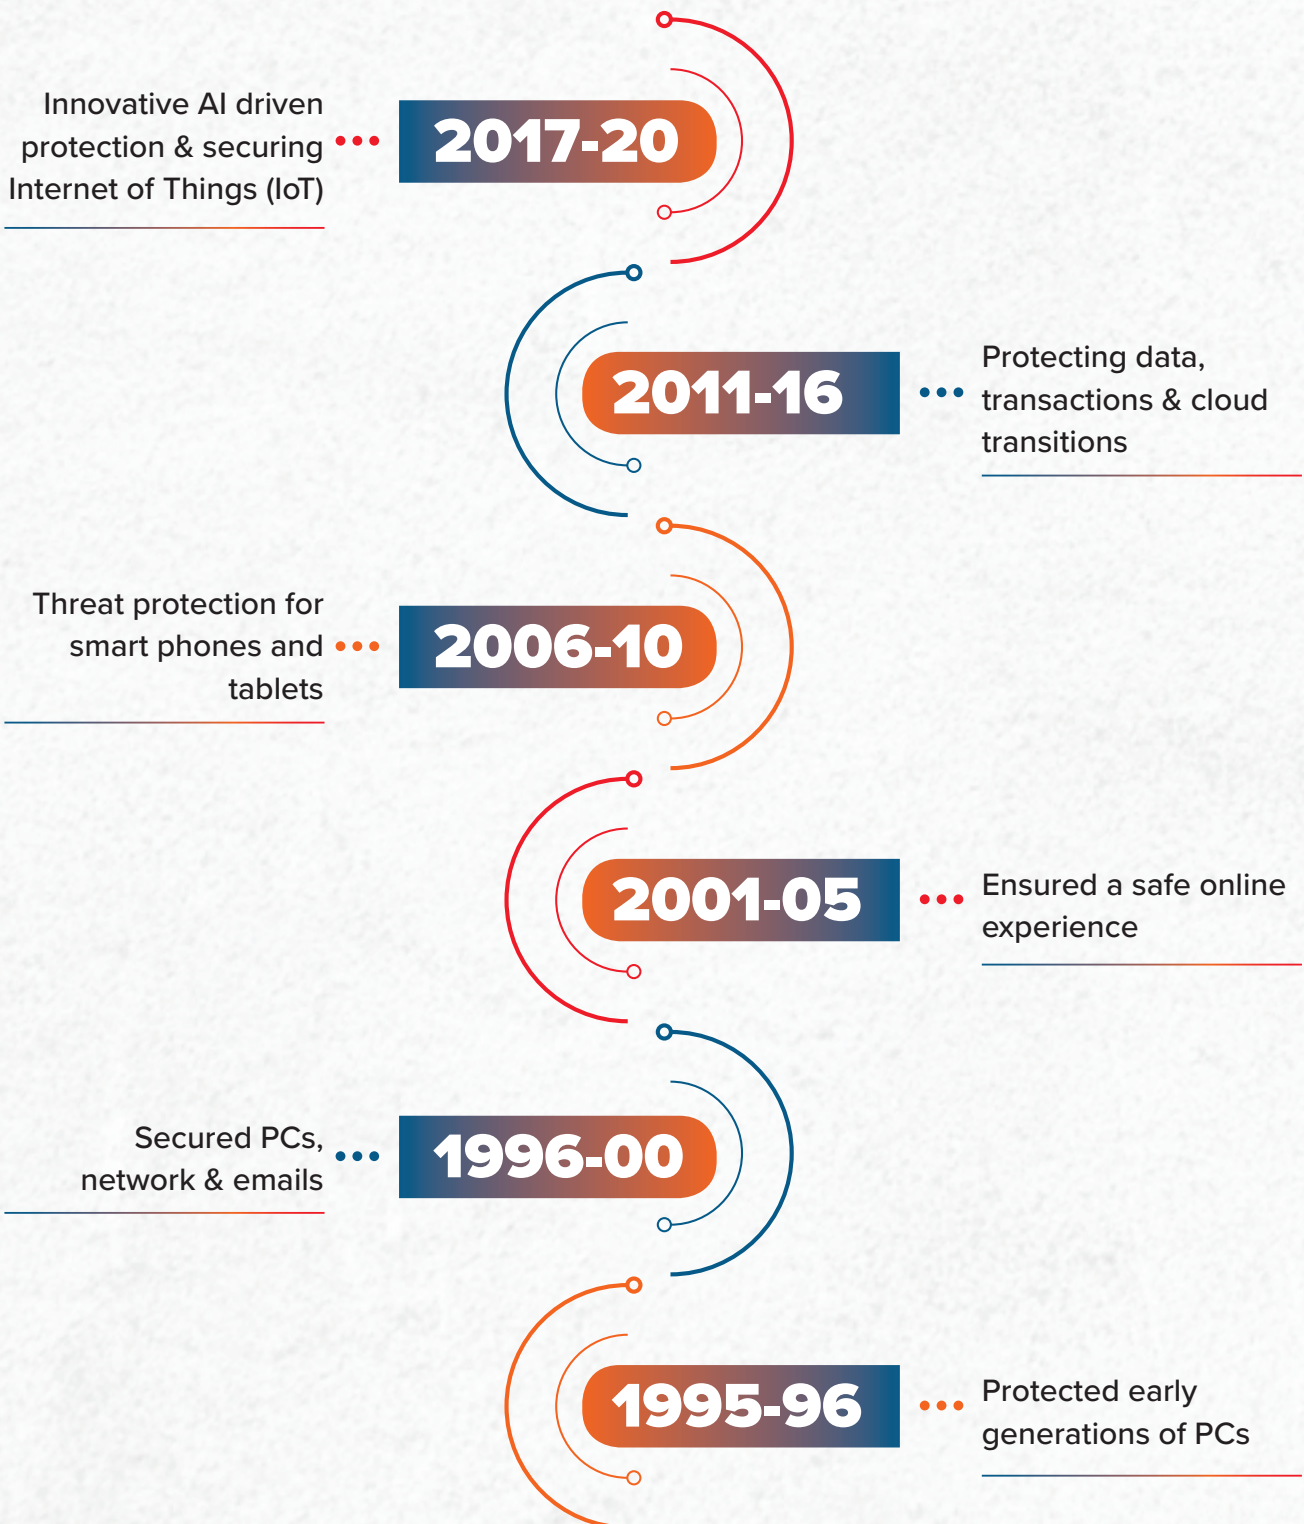 Innovative AI driven
protection & securing
Internet of Things (IoT)
2017-20
2011-16
Protecting data,
transactions & cloud
transitions
Threat protection for
smart phones and
tablets
2006-10
2001-05
Ensured a safe online
experience
Secured PCs,
network & emails
1996-00
1995-96
Protected early
generations of PCs